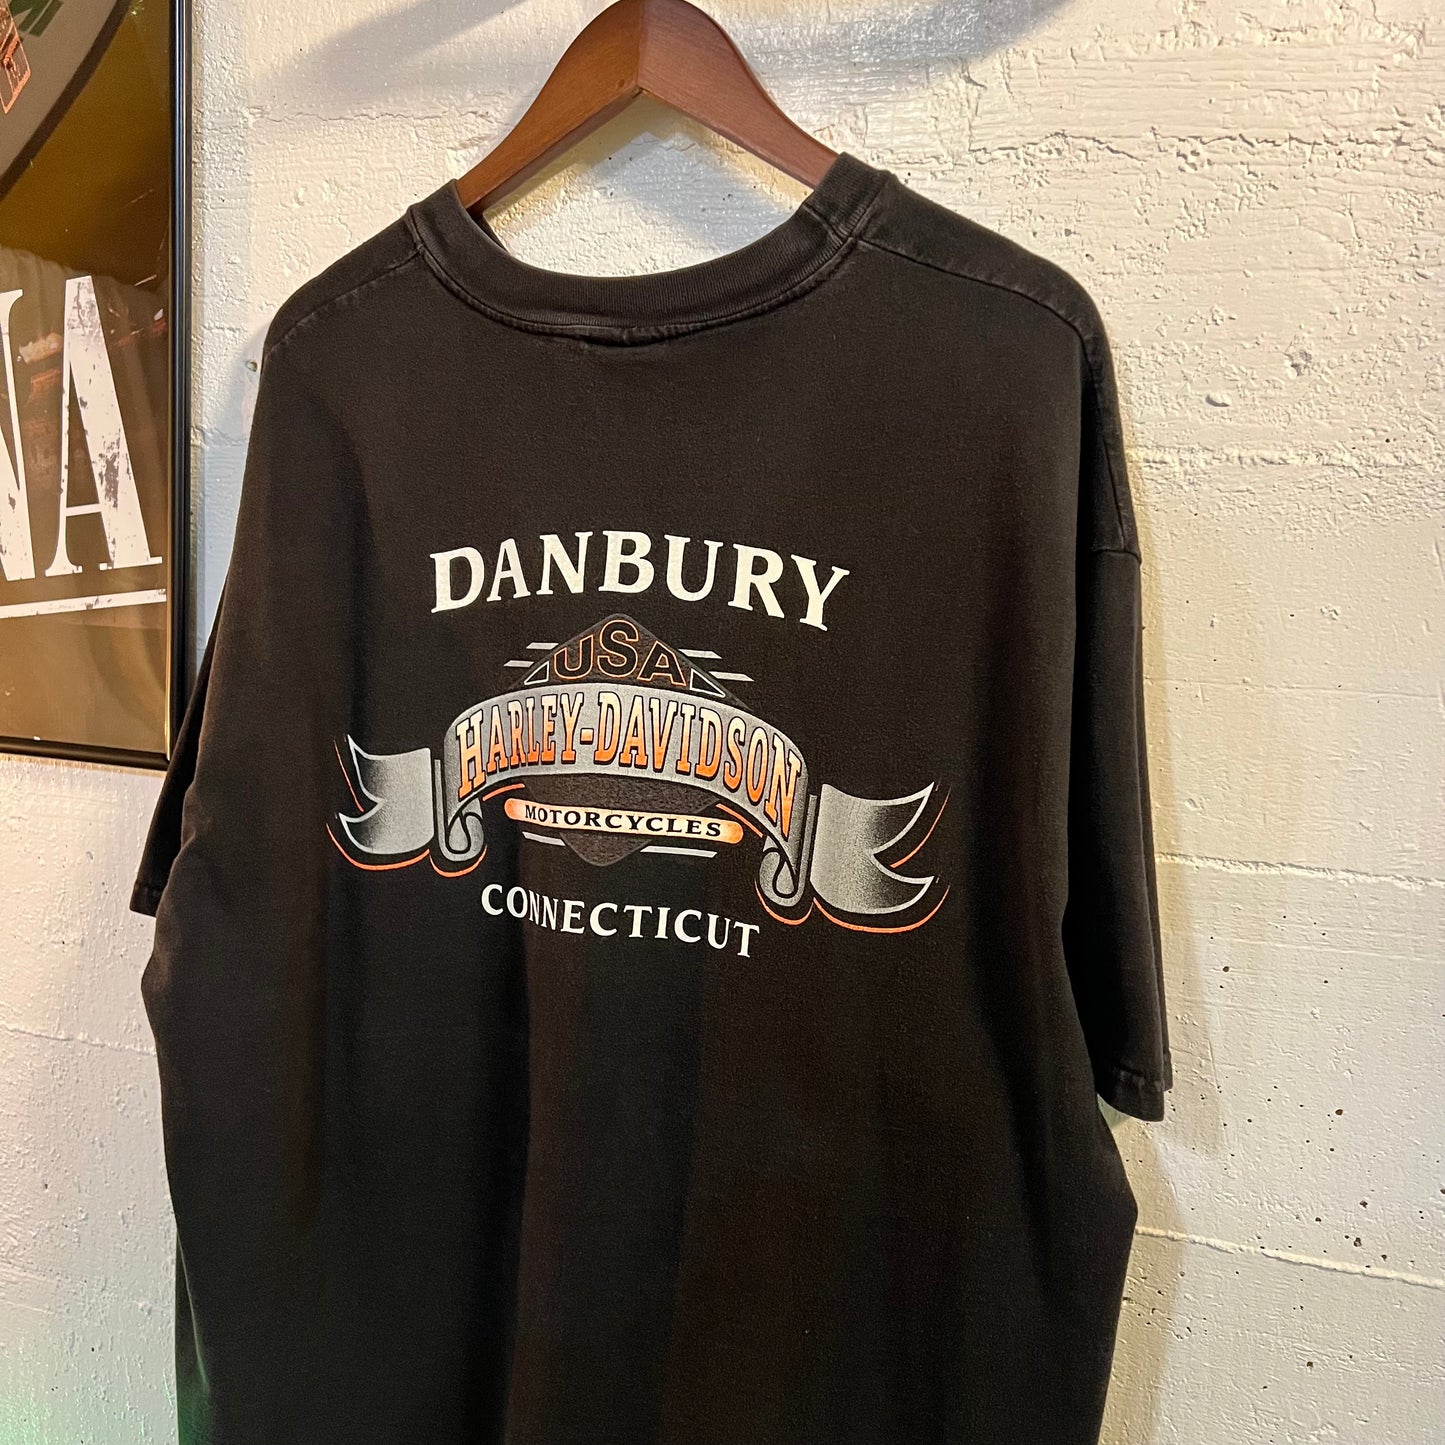 DANBURY
USA
HARLEY-DAVIDSON
MOTORCYCLES
CONNECTICUT
NA